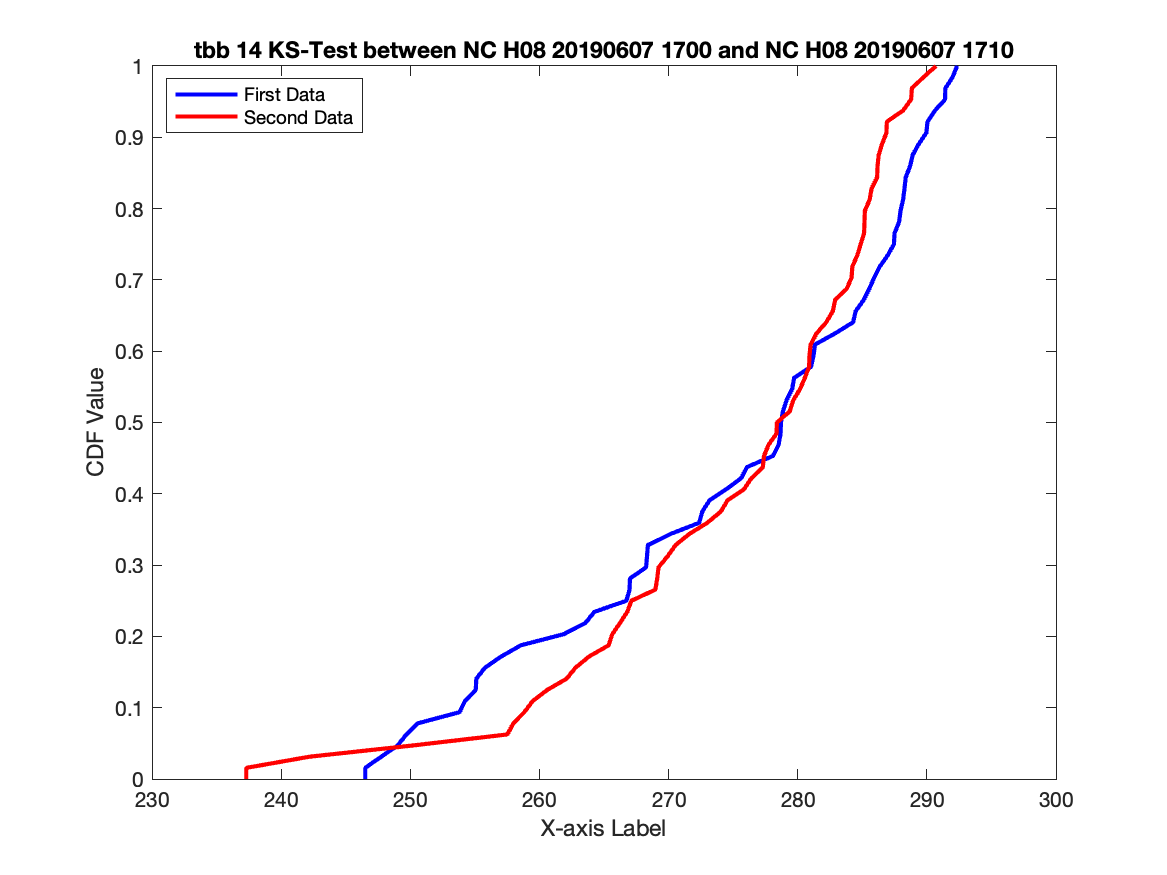 tbb 14 KS-Test between NC H08 20190607 1700 and NC H08 20190607 1710
First Data
Second Data
1
0.9
0.8
0.7
0.6
0.5
0.4
0.3
0.2
0.1
0
CDF Value
230 240 250 260 270 280 290 300
X-axis Label